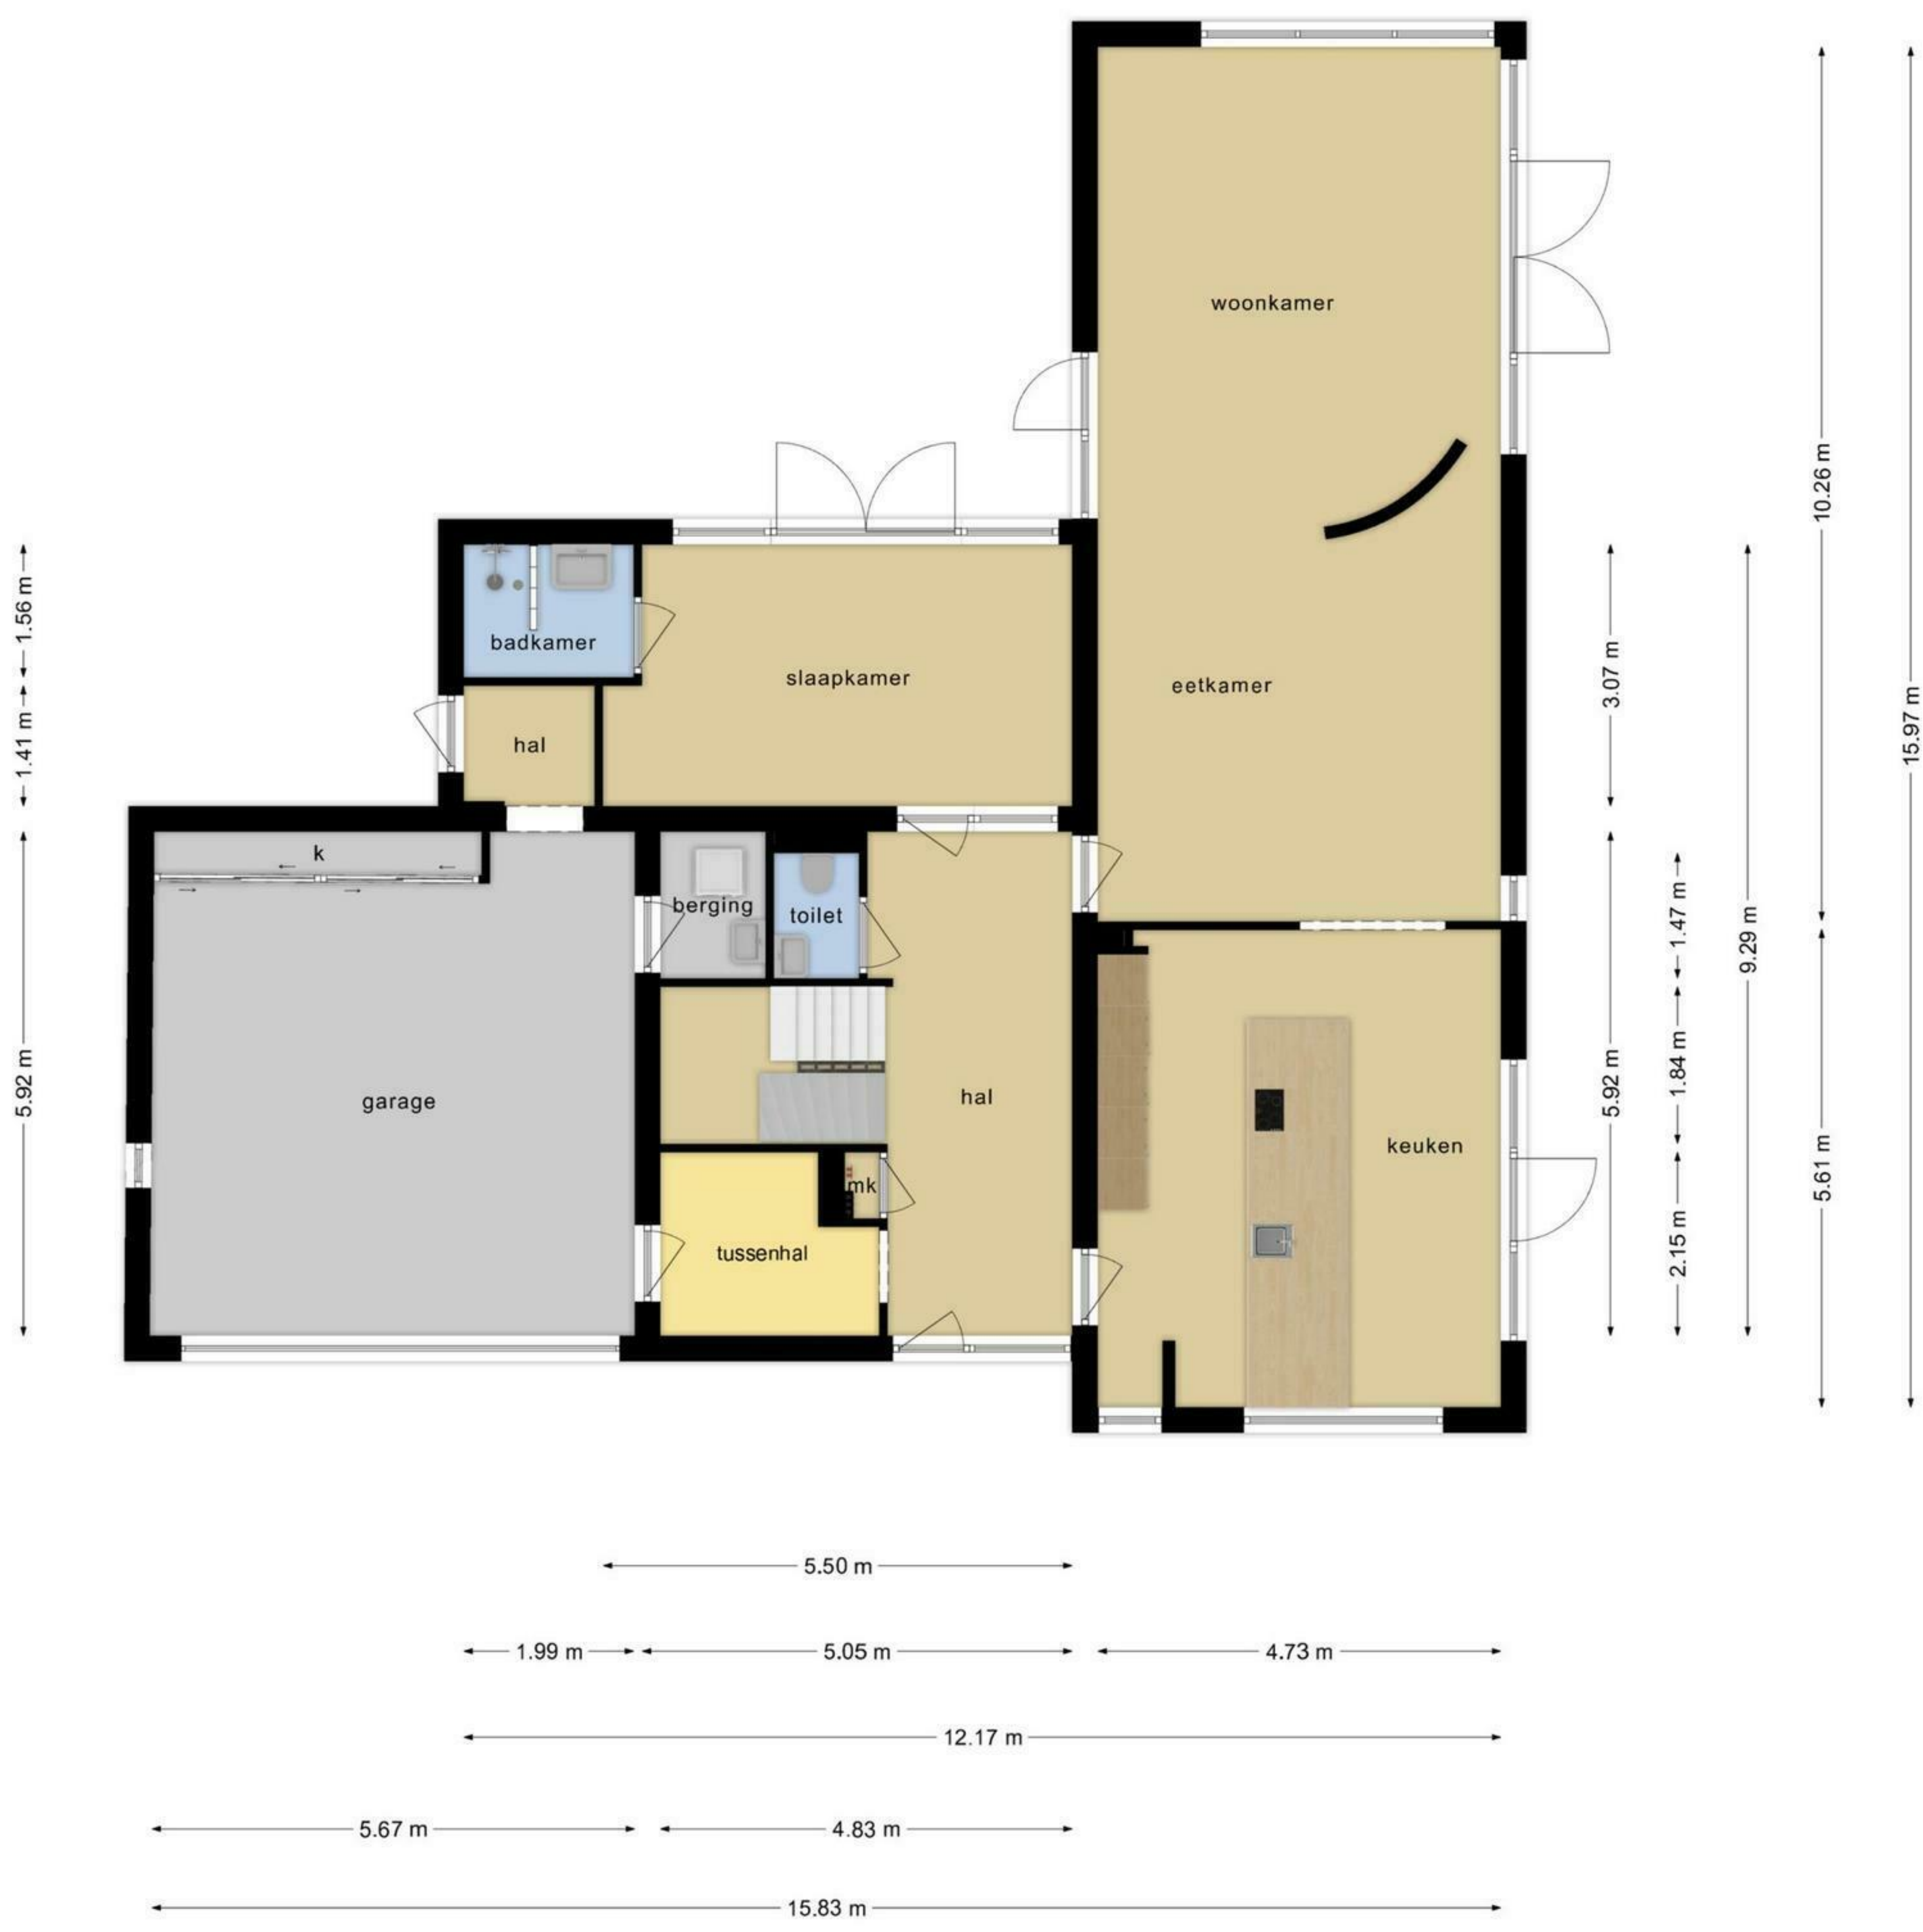 woonkamer
10.26 m
1.56 m
badkamer
slaapkamer
eetkamer
3.07 m
15.97 m
1.41 m
hal
k
berging
toilet
1.47 m
9.29 m
5.92 m
garage
hal
5.92 m
1.84 m
keuken
5.61 m
mk
tussenhal
2.15 m
5.50 m
1.99 m
5.05 m
4.73 m
12.17 m
5.67 m
4.83 m
15.83 m